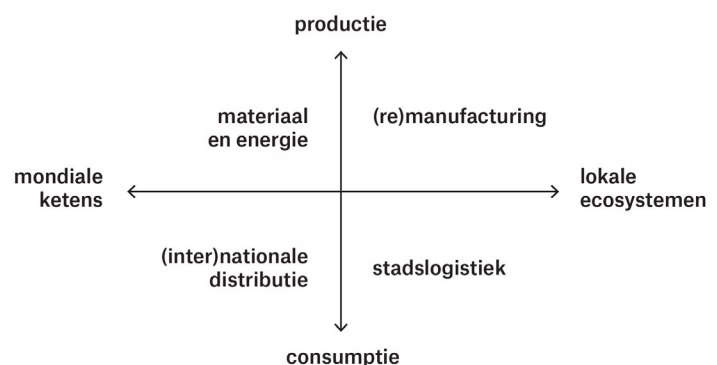 productie
materiaal
en energie
(re)manufacturing
mondiale
ketens
lokale
ecosystemen
(inter)nationale
distributie
stadslogistiek
consumptie